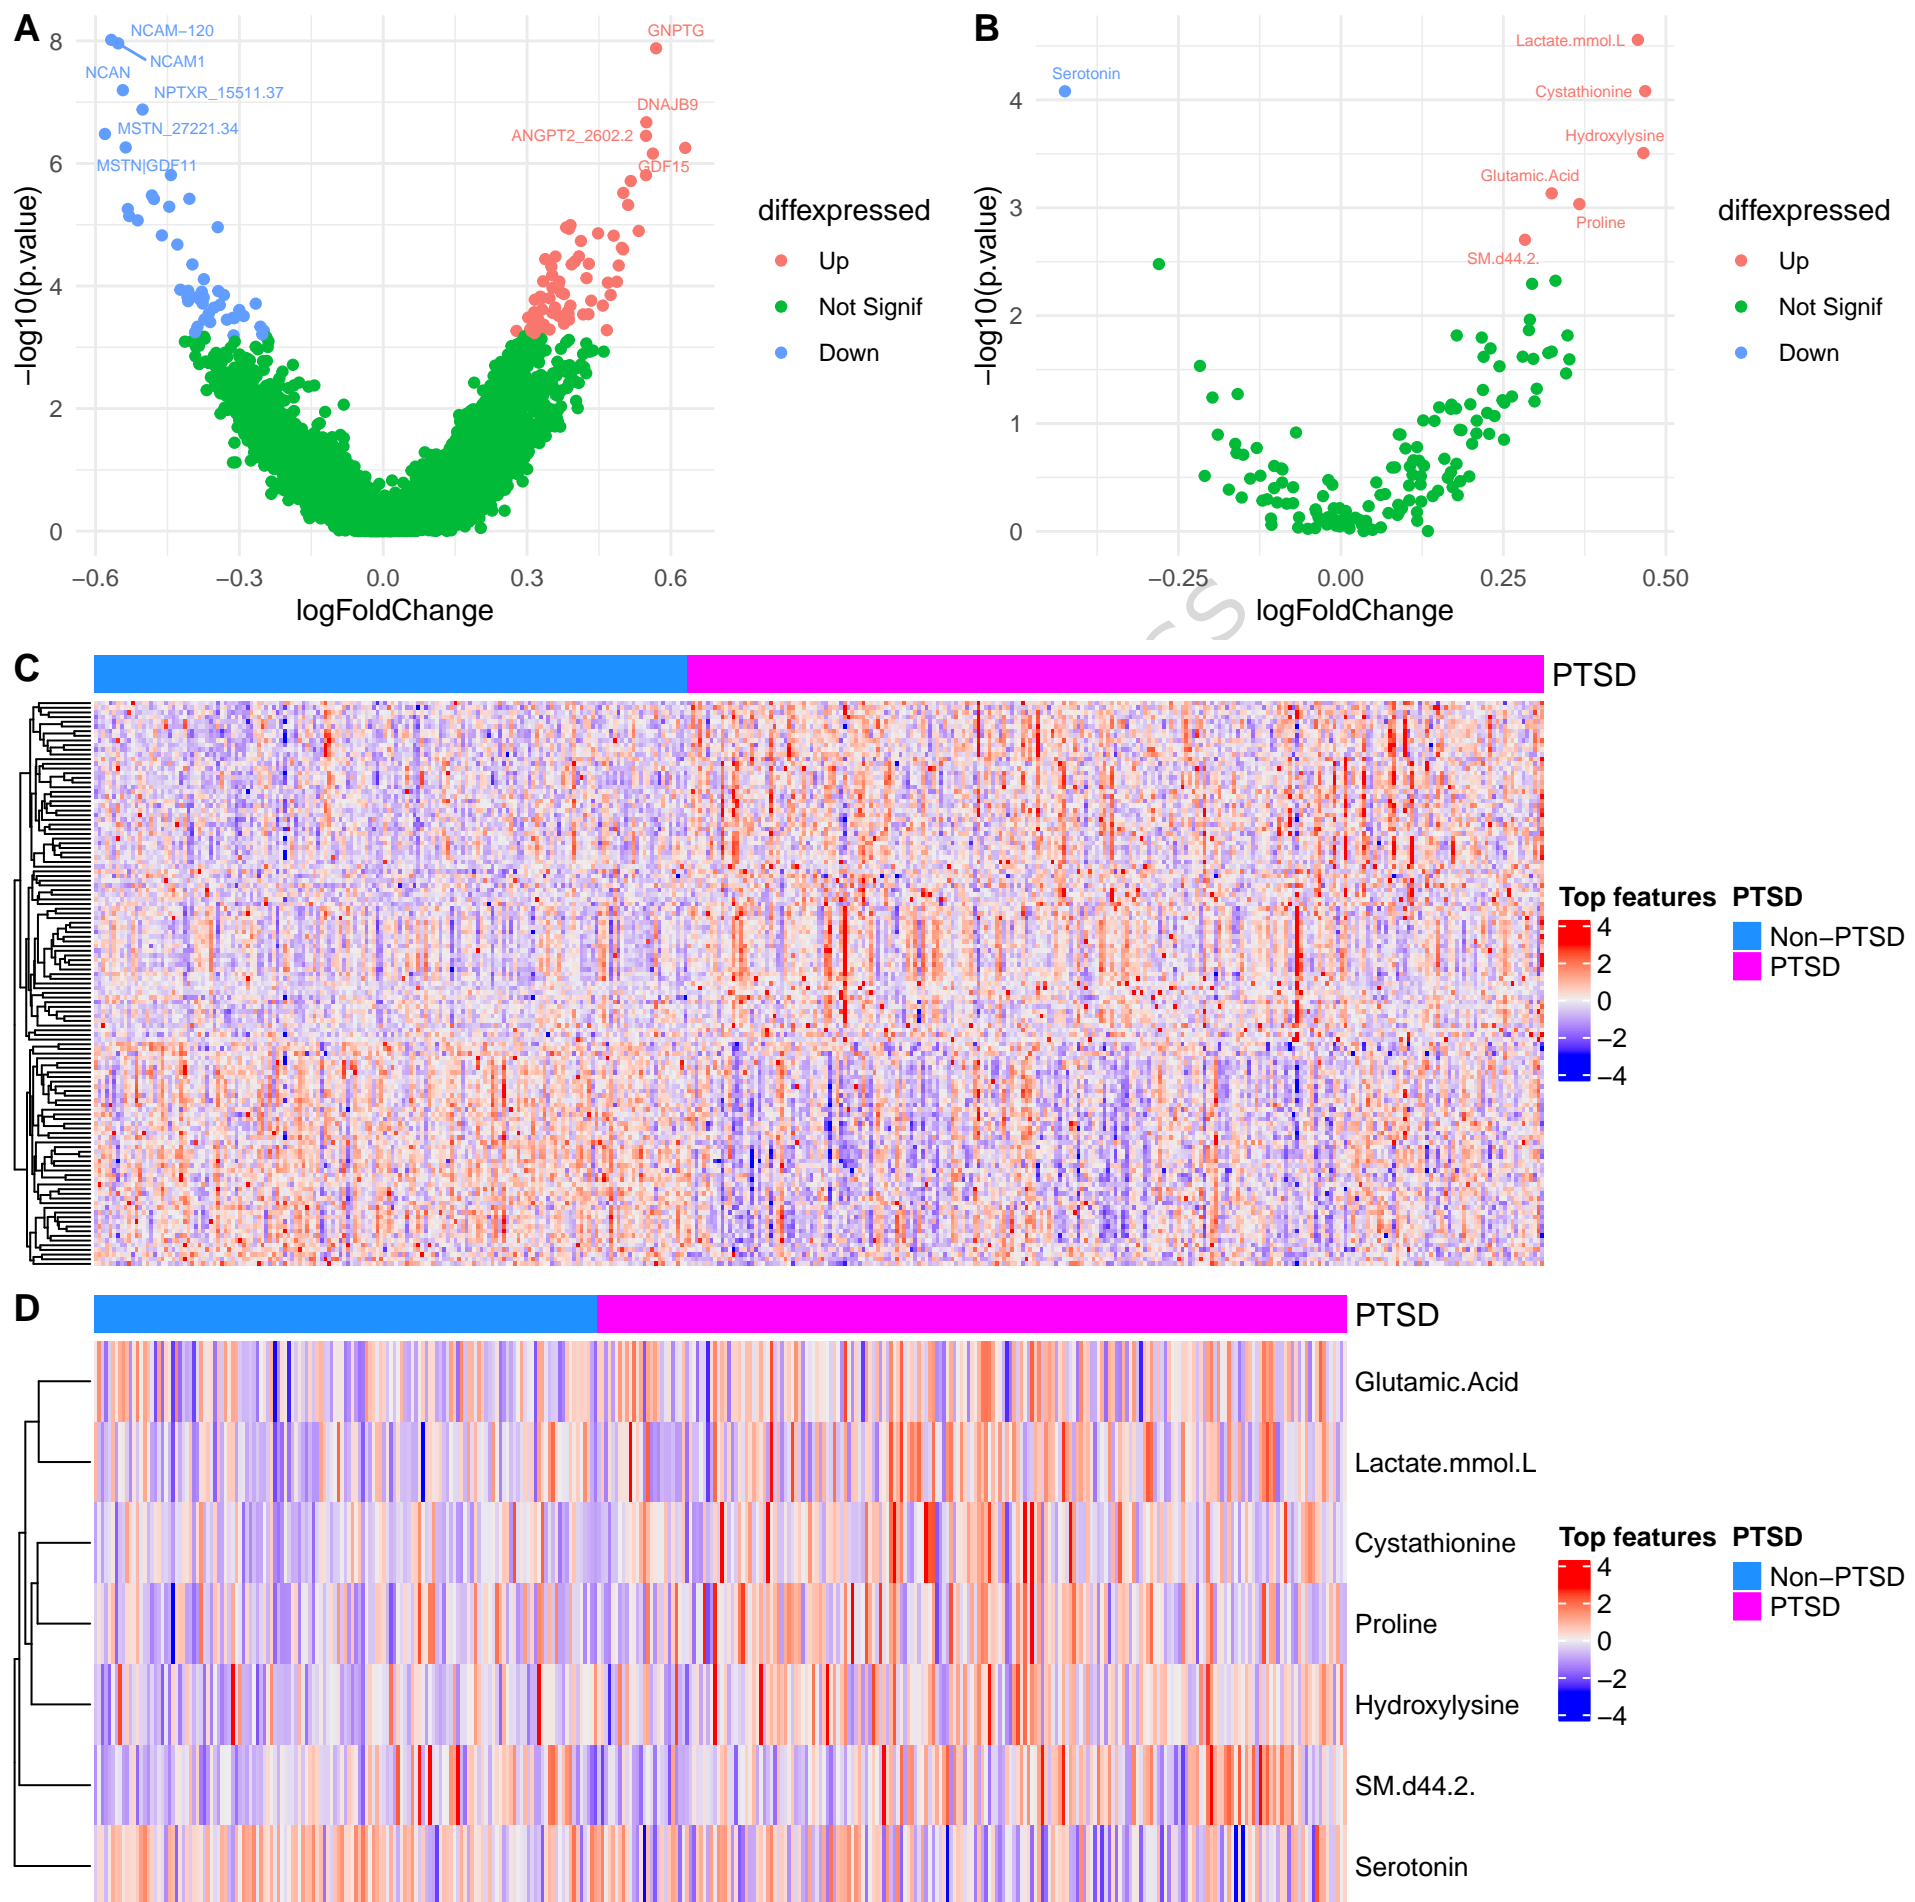 A
NCAM−120
NCAM1
NCAN
NPTXR_15511.37
MSTN_27221.34
MSTN|GDF11
GNPTG
DNAJB9
ANGPT2_2602.2
GDF15
−log10(p.value)
8
6
4
2
0
−0.6
−0.3
0.0
0.3
0.6
logFoldChange
diffexpressed
Up
Not Signif
Down
B
Lactate.mmol.L
Serotonin
Cystathionine
Hydroxylysine
Glutamic.Acid
Proline
SM.d44.2.
−log10(p.value)
4
3
2
1
0
−0.25
0.00
0.25
0.50
logFoldChange
diffexpressed
Up
Not Signif
Down
C
PTSD
Top features
4
2
0
−2
−4
PTSD
Non−PTSD
PTSD
D
PTSD
Glutamic.Acid
Lactate.mmol.L
Cystathionine
Proline
Hydroxylysine
SM.d44.2.
Serotonin
Top features
4
2
0
−2
−4
PTSD
Non−PTSD
PTSD